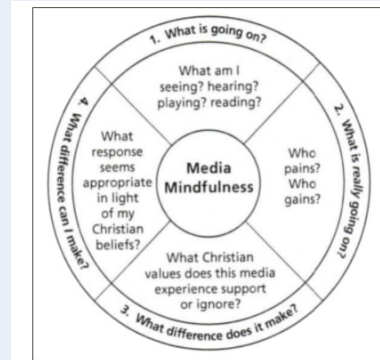 1. What is going on?
What am I
seeing? hearing?
playing? reading?
2. What is really going on?
Who
pains?
Who
gains?
3. What difference does it make?
What Christian
values does this media
experience support
or ignore?
4. What difference can I make?
What
response
seems
appropriate
in light
of my
Christian
beliefs?
Media
Mindfulness